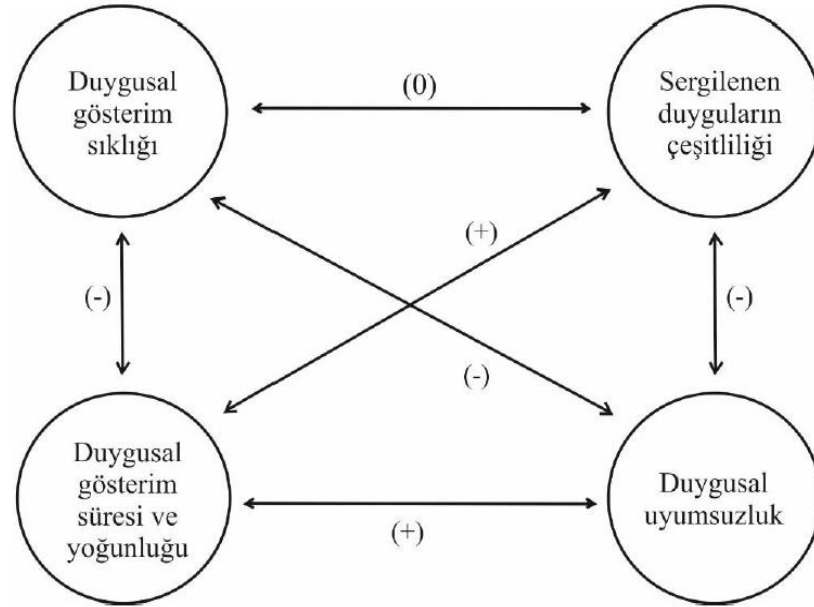 Duygusal
gösterim
sıklığı
(0)
Sergilenen
duyguların
çeşitliliği
(+)
(-)
(-)
(-)
Duygusal
gösterim
süresi ve
yoğunluğu
(+)
Duygusal
uyumsuzluk